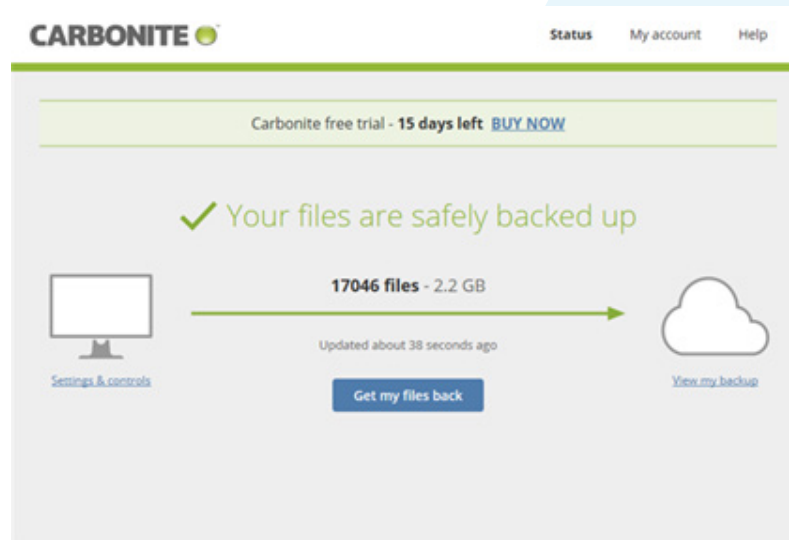 CARBONITE
Status My account Help
Carbonite free trial - 15 days left BUY NOW
Your files are safely backed up
17046 files - 2.2 GB
Updated about 38 seconds ago
Settings & controls
View my backup
Get my files back